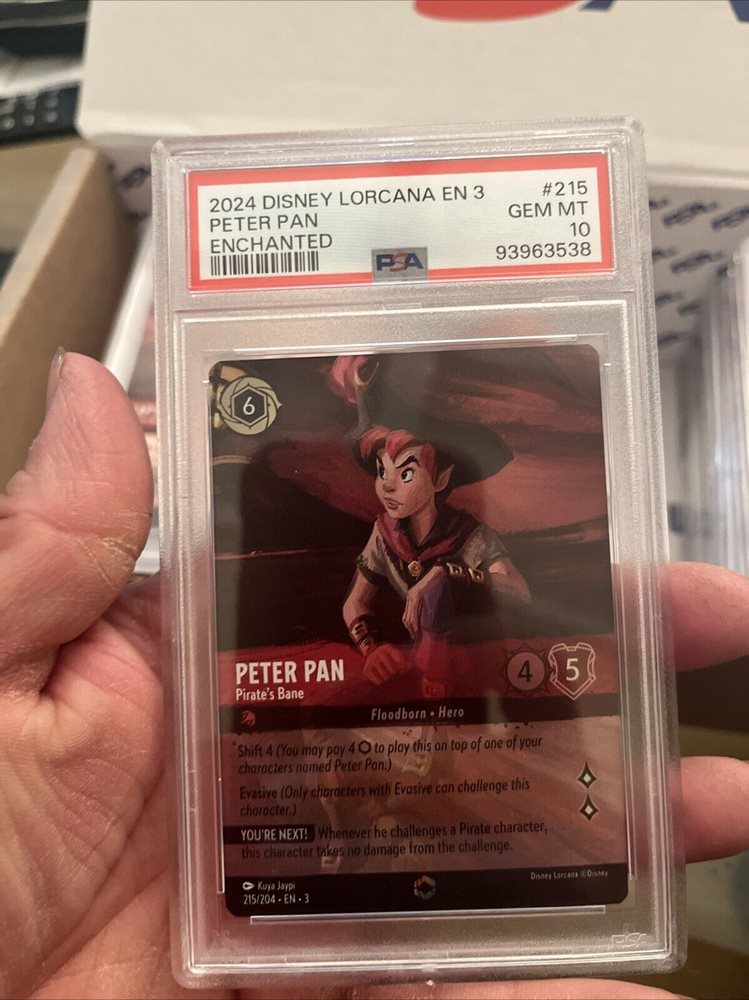 2024 DISNEY LORCANA EN 3 #215
PETER PAN GEM MT
ENCHANTED 10
PSA 93963538
6
PETER PAN 4 5
Pirate's Bane
Floodborn • Hero
Shift 4 (You may pay 4 ⬡ to play this on top of one of your
characters named Peter Pan.)
Evasive (Only characters with Evasive can challenge this
character.)
YOU'RE NEXT! Whenever he challenges a Pirate character,
this character takes no damage from the challenge.
Kuya Jaypi Disney Lorcana ©Disney
215/204 • EN • 3
PSA